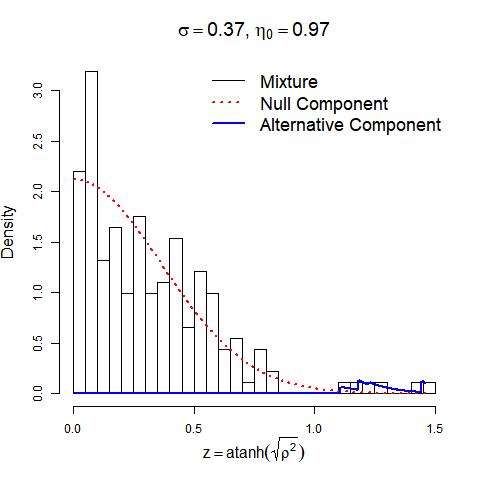 σ = 0.37, η₀ = 0.97
Mixture
Null Component
Alternative Component
Density
3.0
2.5
2.0
1.5
1.0
0.5
0.0
0.0 0.5 1.0 1.5
z = atanh(√ρ²)